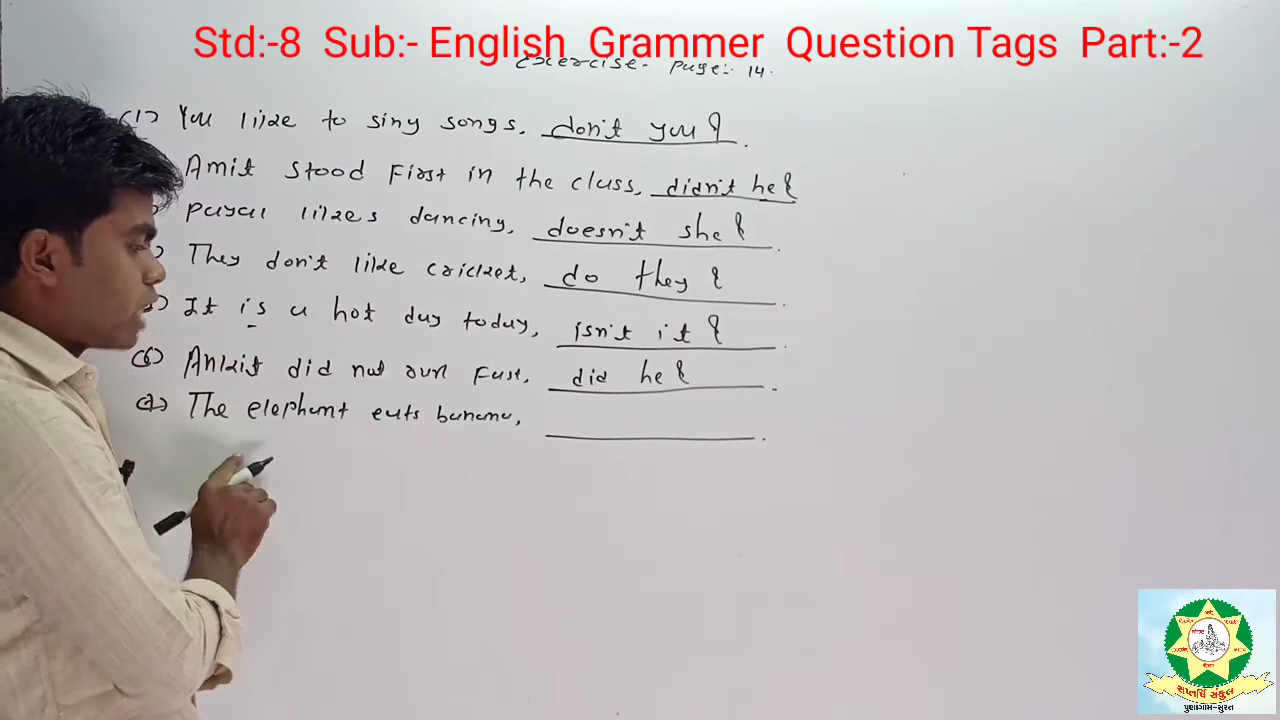 Std:-8 Sub:- English Grammer Question Tags Part:-2
Exercise- Page:- 14.
(1) You like to sing songs, don't you?
Amit stood First in the class, didn't he?
Payal likes dancing, doesn't she?
They don't like cricket, do they?
It is a hot day today, isn't it?
(6) Ankit did not run Fast, did he?
(7) The elephant eats banana,
સપ્તર્ષિ સંકુલ
પુણાગામ-સુરત